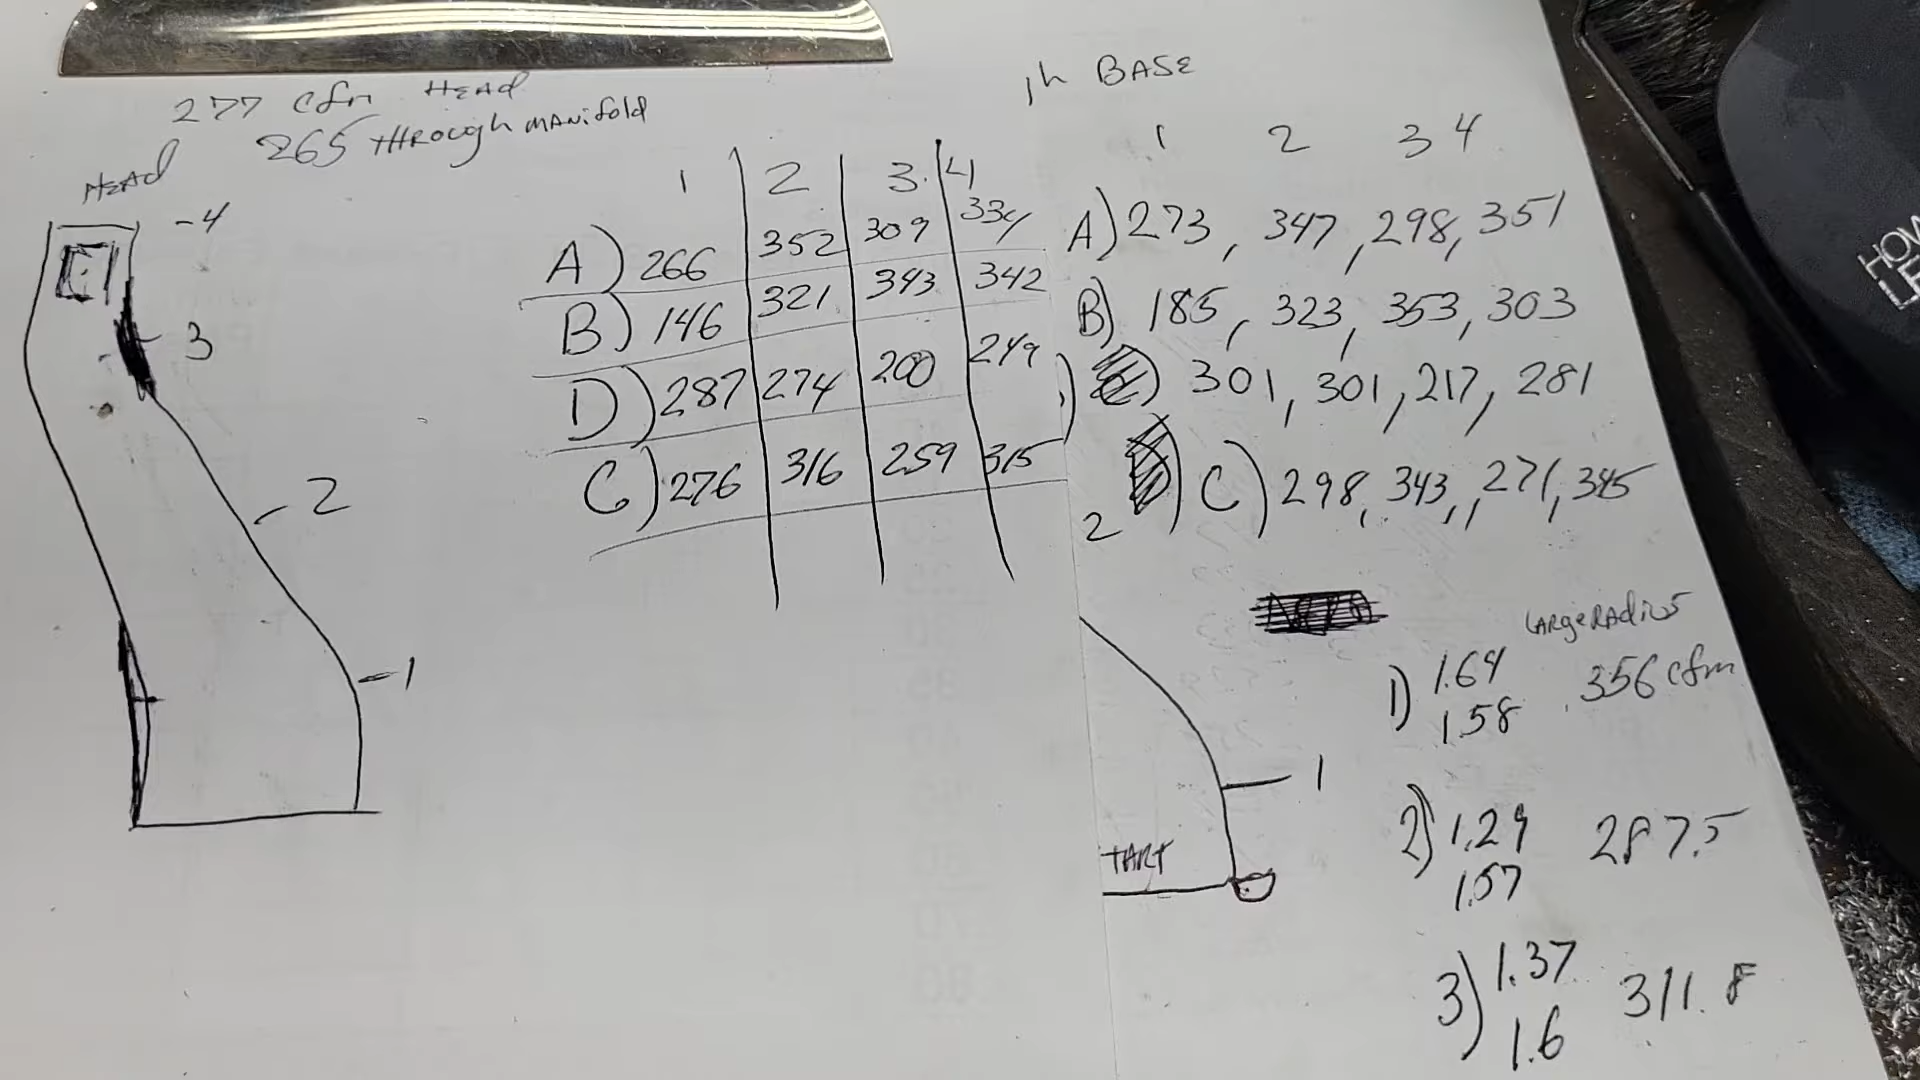 277 cfm HEAd
265 tHROugh mANifold
HEAd
-4
3
- 2
- 1
1 2 3. 4
A) 266 352 309 334
B) 146 321 343 342
D) 287 274 200 249
C) 276 316 259 315
BASE
1 2 3 4
A) 273, 347, 298, 351
B) 185, 323, 353, 303
) 301, 301, 217, 281
2 ) C) 298, 343,, 271, 345
LARgeRAdius
1) 1.64 356 cfm
1.58
TART
1
2) 1.29 287.5
1.57
3) 1.37 311.8
1.6